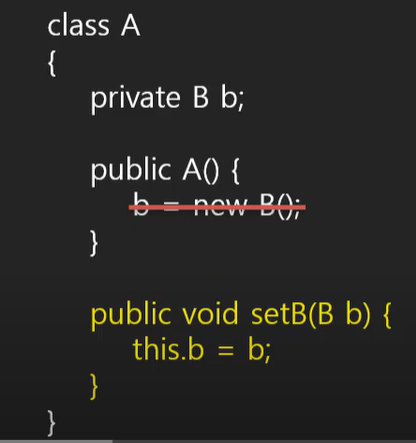 class A
{
private B b;
public A() {
b = new B();
}
public void setB(B b) {
this.b = b;
}
}